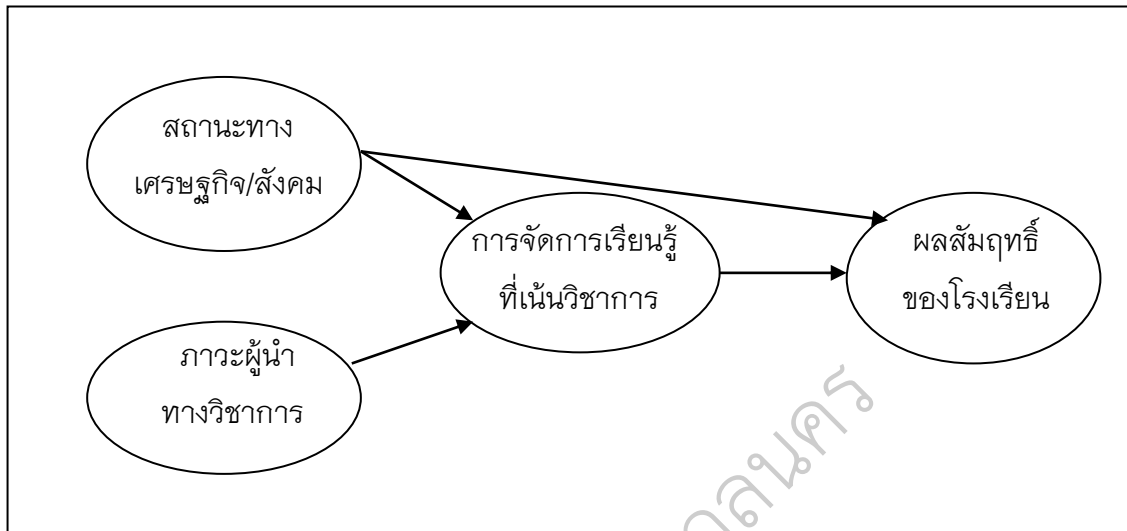 สถานะทาง
เศรษฐกิจ/สังคม
การจัดการเรียนรู้
ที่เน้นวิชาการ
ผลสัมฤทธิ์
ของโรงเรียน
ภาวะผู้นำ
ทางวิชาการ